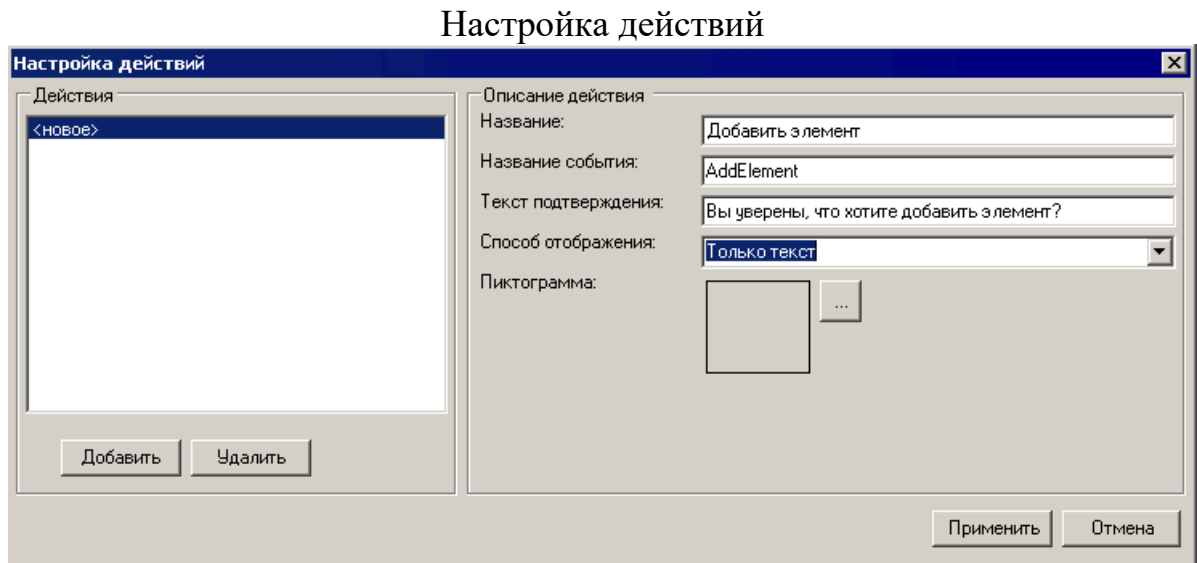 Настройка действий
Настройка действий
Действия
<новое>
Добавить
Удалить
Описание действия
Название:
Добавить элемент
Название события:
AddElement
Текст подтверждения:
Вы уверены, что хотите добавить элемент?
Способ отображения:
Только текст
Пиктограмма:
...
Применить
Отмена